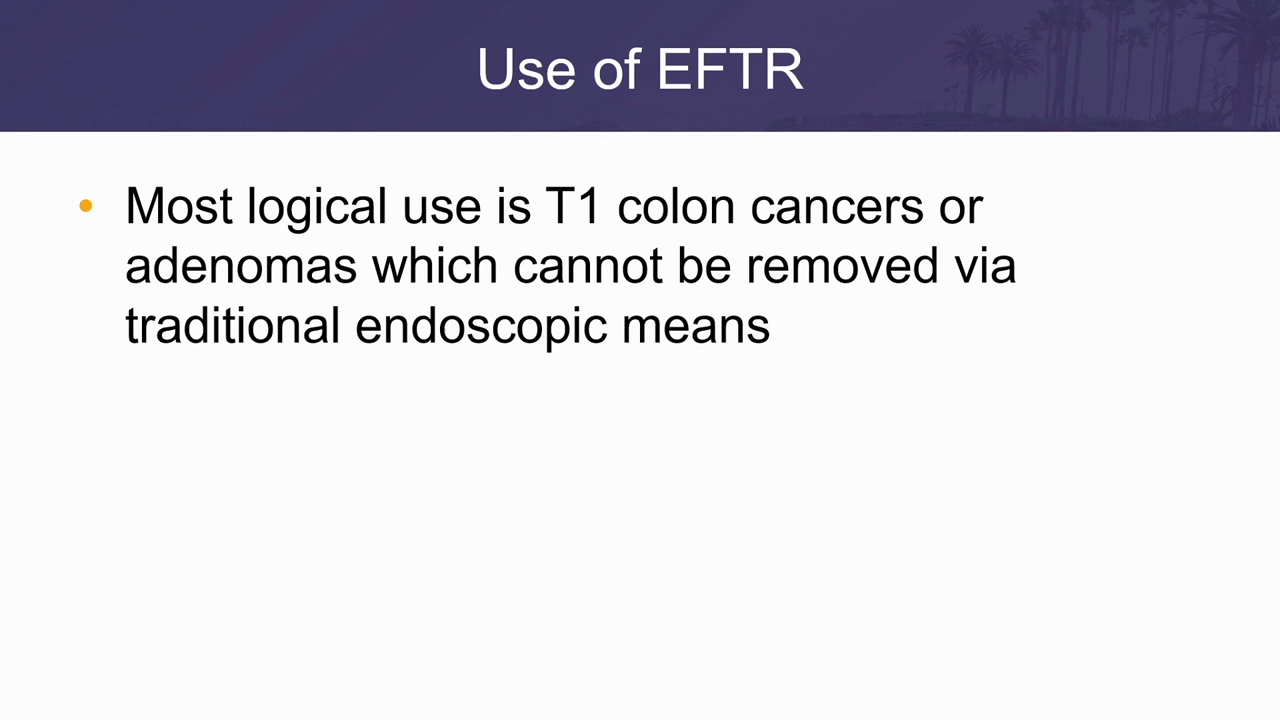 Use of EFTR
• Most logical use is T1 colon cancers or
adenomas which cannot be removed via
traditional endoscopic means